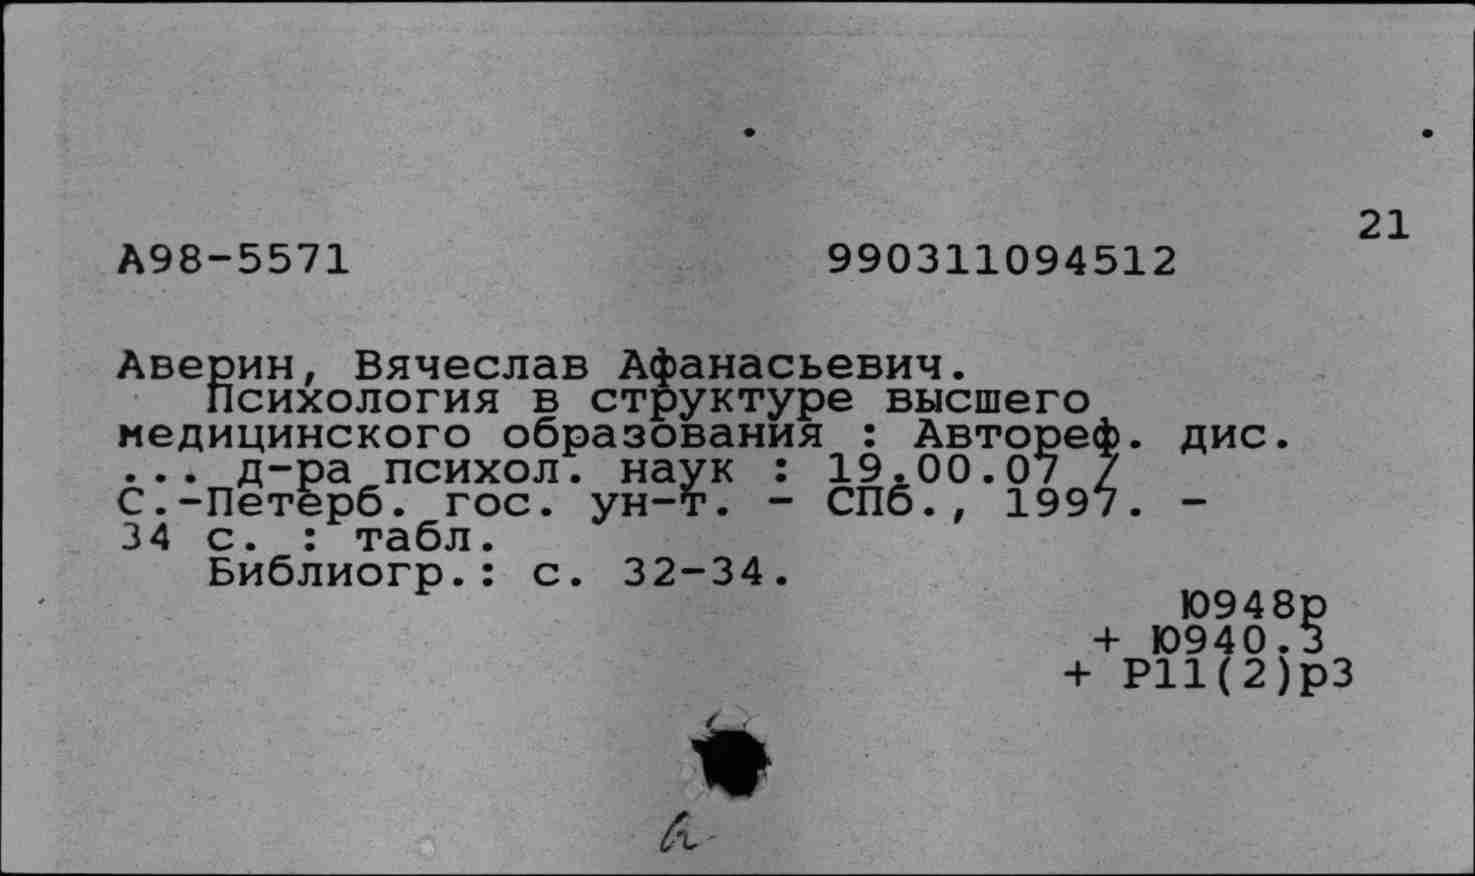 21
А98-5571 990311094512
Аверин, Вячеслав Афанасьевич.
Психология в структуре высшего
медицинского образования : Автореф. дис.
... д-ра психол. наук : 19.00.07 /
С.-Петерб. гос. ун-т. - СПб., 1997. -
34 с. : табл.
Библиогр.: с. 32-34.
Ю948р
+ Ю940.3
+ Р11(2)р3